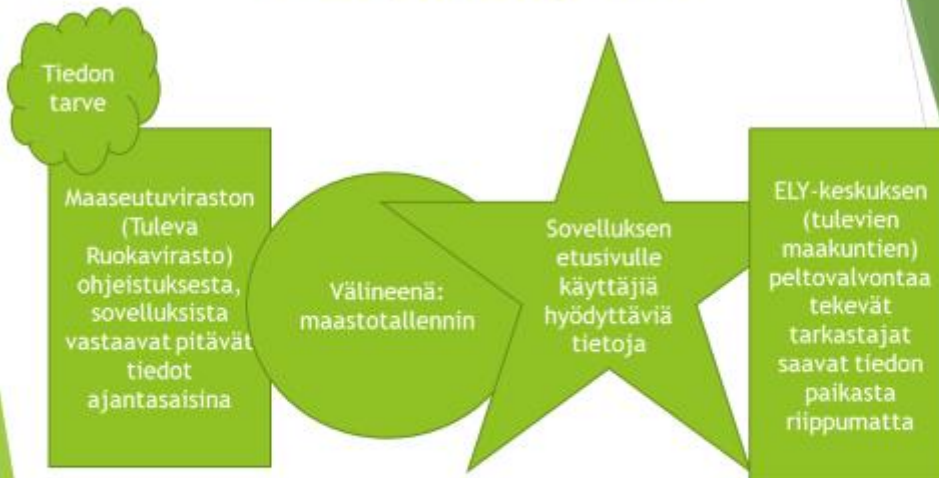 Tiedon
tarve
Maaseutuviraston
(Tuleva
Ruokavirasto)
ohjeistuksesta,
sovelluksista
vastaavat pitävät
tiedot
ajantasaisina
Välineenä:
maastotallennin
Sovelluksen
etusivulle
käyttäjiä
hyödyttäviä
tietoja
ELY-keskuksen
(tulevien
maakuntien)
peltovalvontaa
tekevät
tarkastajat
saavat tiedon
paikasta
riippumatta